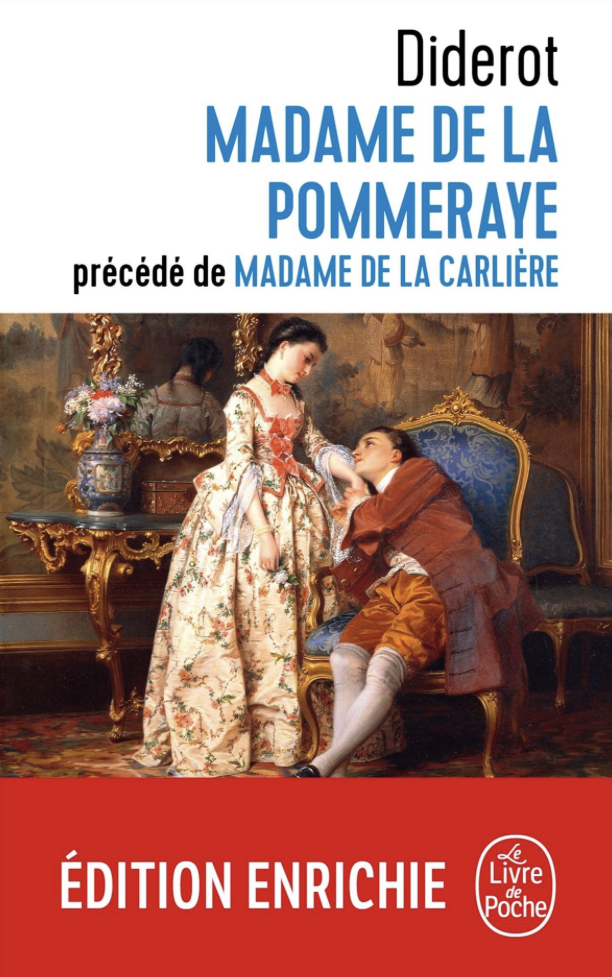 Diderot
MADAME DE LA
POMMERAYE
précédé de MADAME DE LA CARLIÈRE
ÉDITION ENRICHIE
Le
Livre
de
Poche